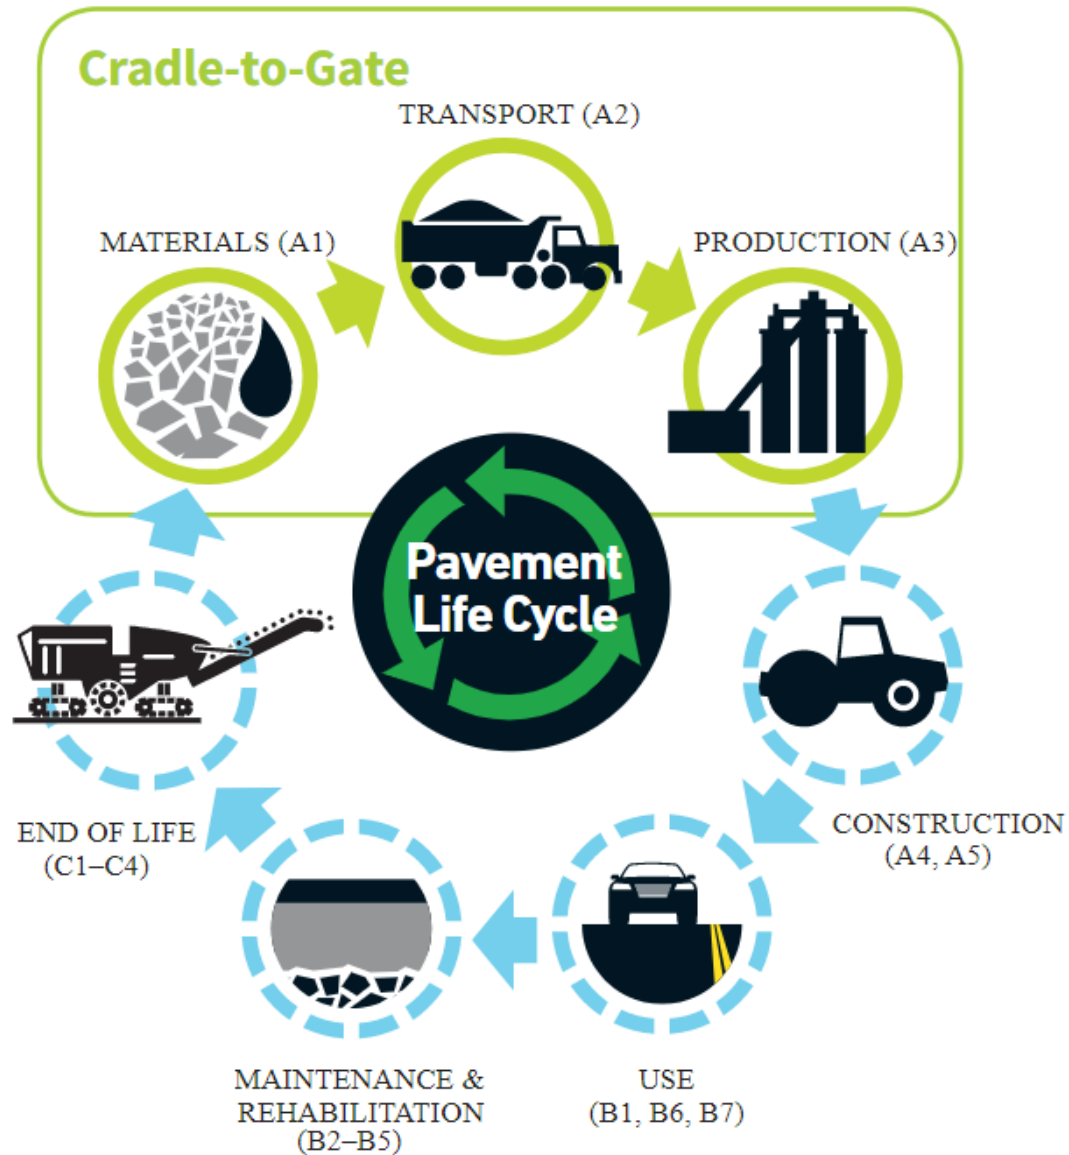 Cradle-to-Gate
TRANSPORT (A2)
MATERIALS (A1)
PRODUCTION (A3)
Pavement
Life Cycle
CONSTRUCTION
(A4, A5)
END OF LIFE
(C1–C4)
MAINTENANCE &
REHABILITATION
(B2–B5)
USE
(B1, B6, B7)